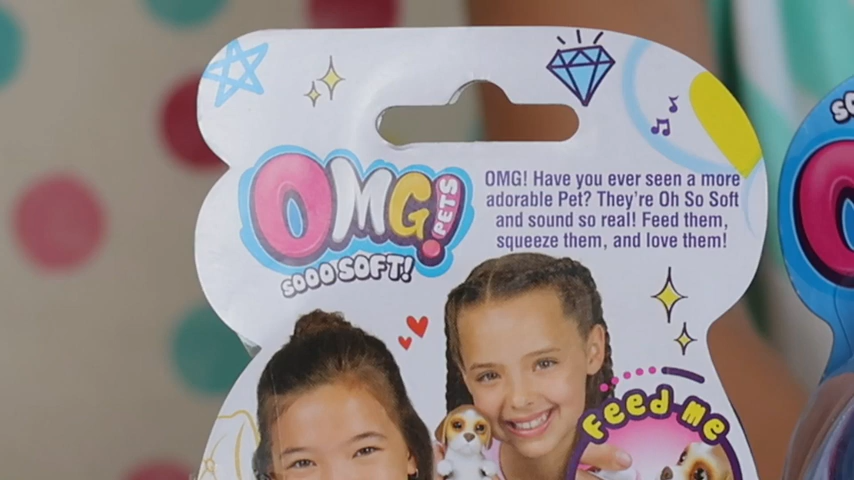 OMG! PETS
SOOO SOFT!
OMG! Have you ever seen a more
adorable Pet? They're Oh So Soft
and sound so real! Feed them,
squeeze them, and love them!
Feed Me